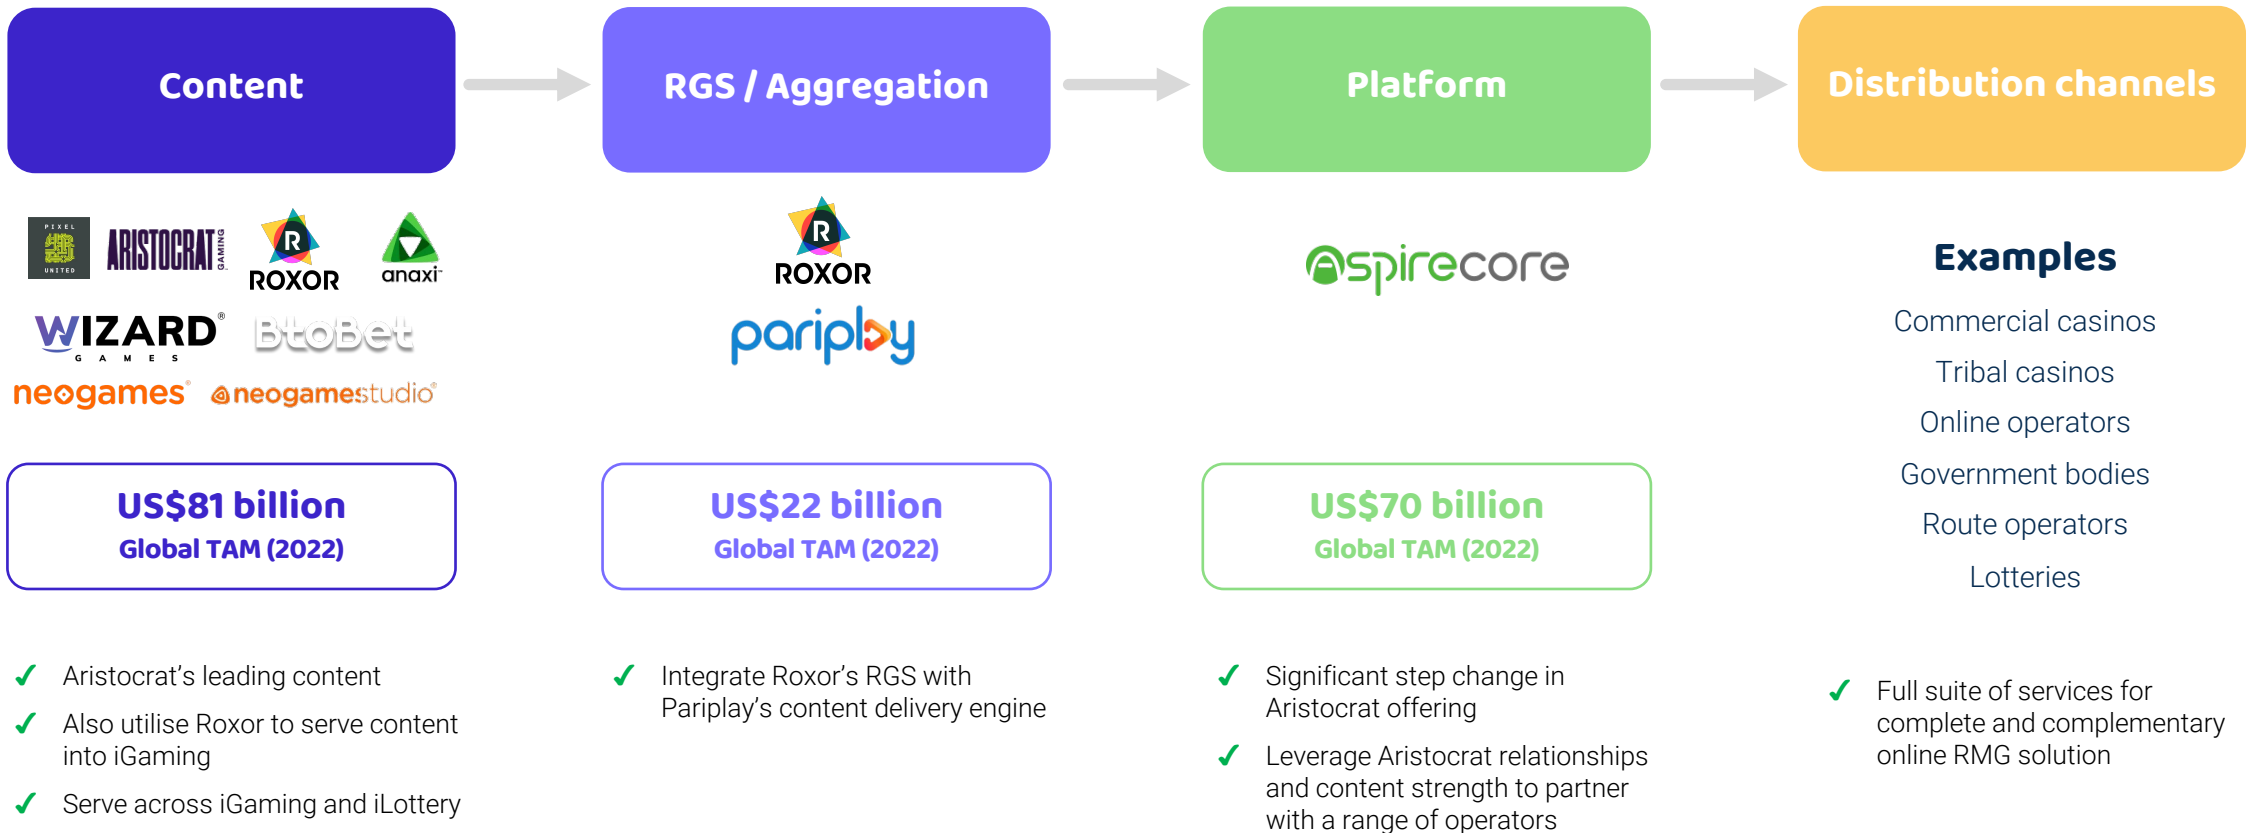 Content
RGS / Aggregation
Platform
Distribution channels
PIXEL
UNITED
ARISTOCRAT GAMING™
R
ROXOR
anaxi™
WIZARD®
GAMES
BtoBet
neogames®
neogamestudio®
R
ROXOR
pariplay
Aspirecore
Examples
Commercial casinos
Tribal casinos
Online operators
Government bodies
Route operators
Lotteries
US$81 billion
Global TAM (2022)
US$22 billion
Global TAM (2022)
US$70 billion
Global TAM (2022)
✓ Aristocrat’s leading content
✓ Also utilise Roxor to serve content
into iGaming
✓ Serve across iGaming and iLottery
✓ Integrate Roxor’s RGS with
Pariplay’s content delivery engine
✓ Significant step change in
Aristocrat offering
✓ Leverage Aristocrat relationships
and content strength to partner
with a range of operators
✓ Full suite of services for
complete and complementary
online RMG solution